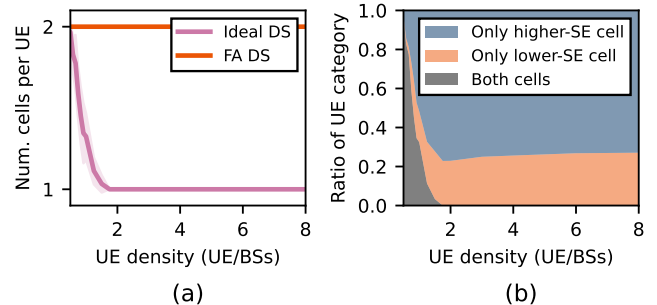 Num. cells per UE
2
1
Ideal DS
FA DS
2
4
6
8
UE density (UE/BSs)
(a)
Ratio of UE category
1.0
0.8
0.6
0.4
0.2
0.0
Only higher-SE cell
Only lower-SE cell
Both cells
2
4
6
8
UE density (UE/BSs)
(b)